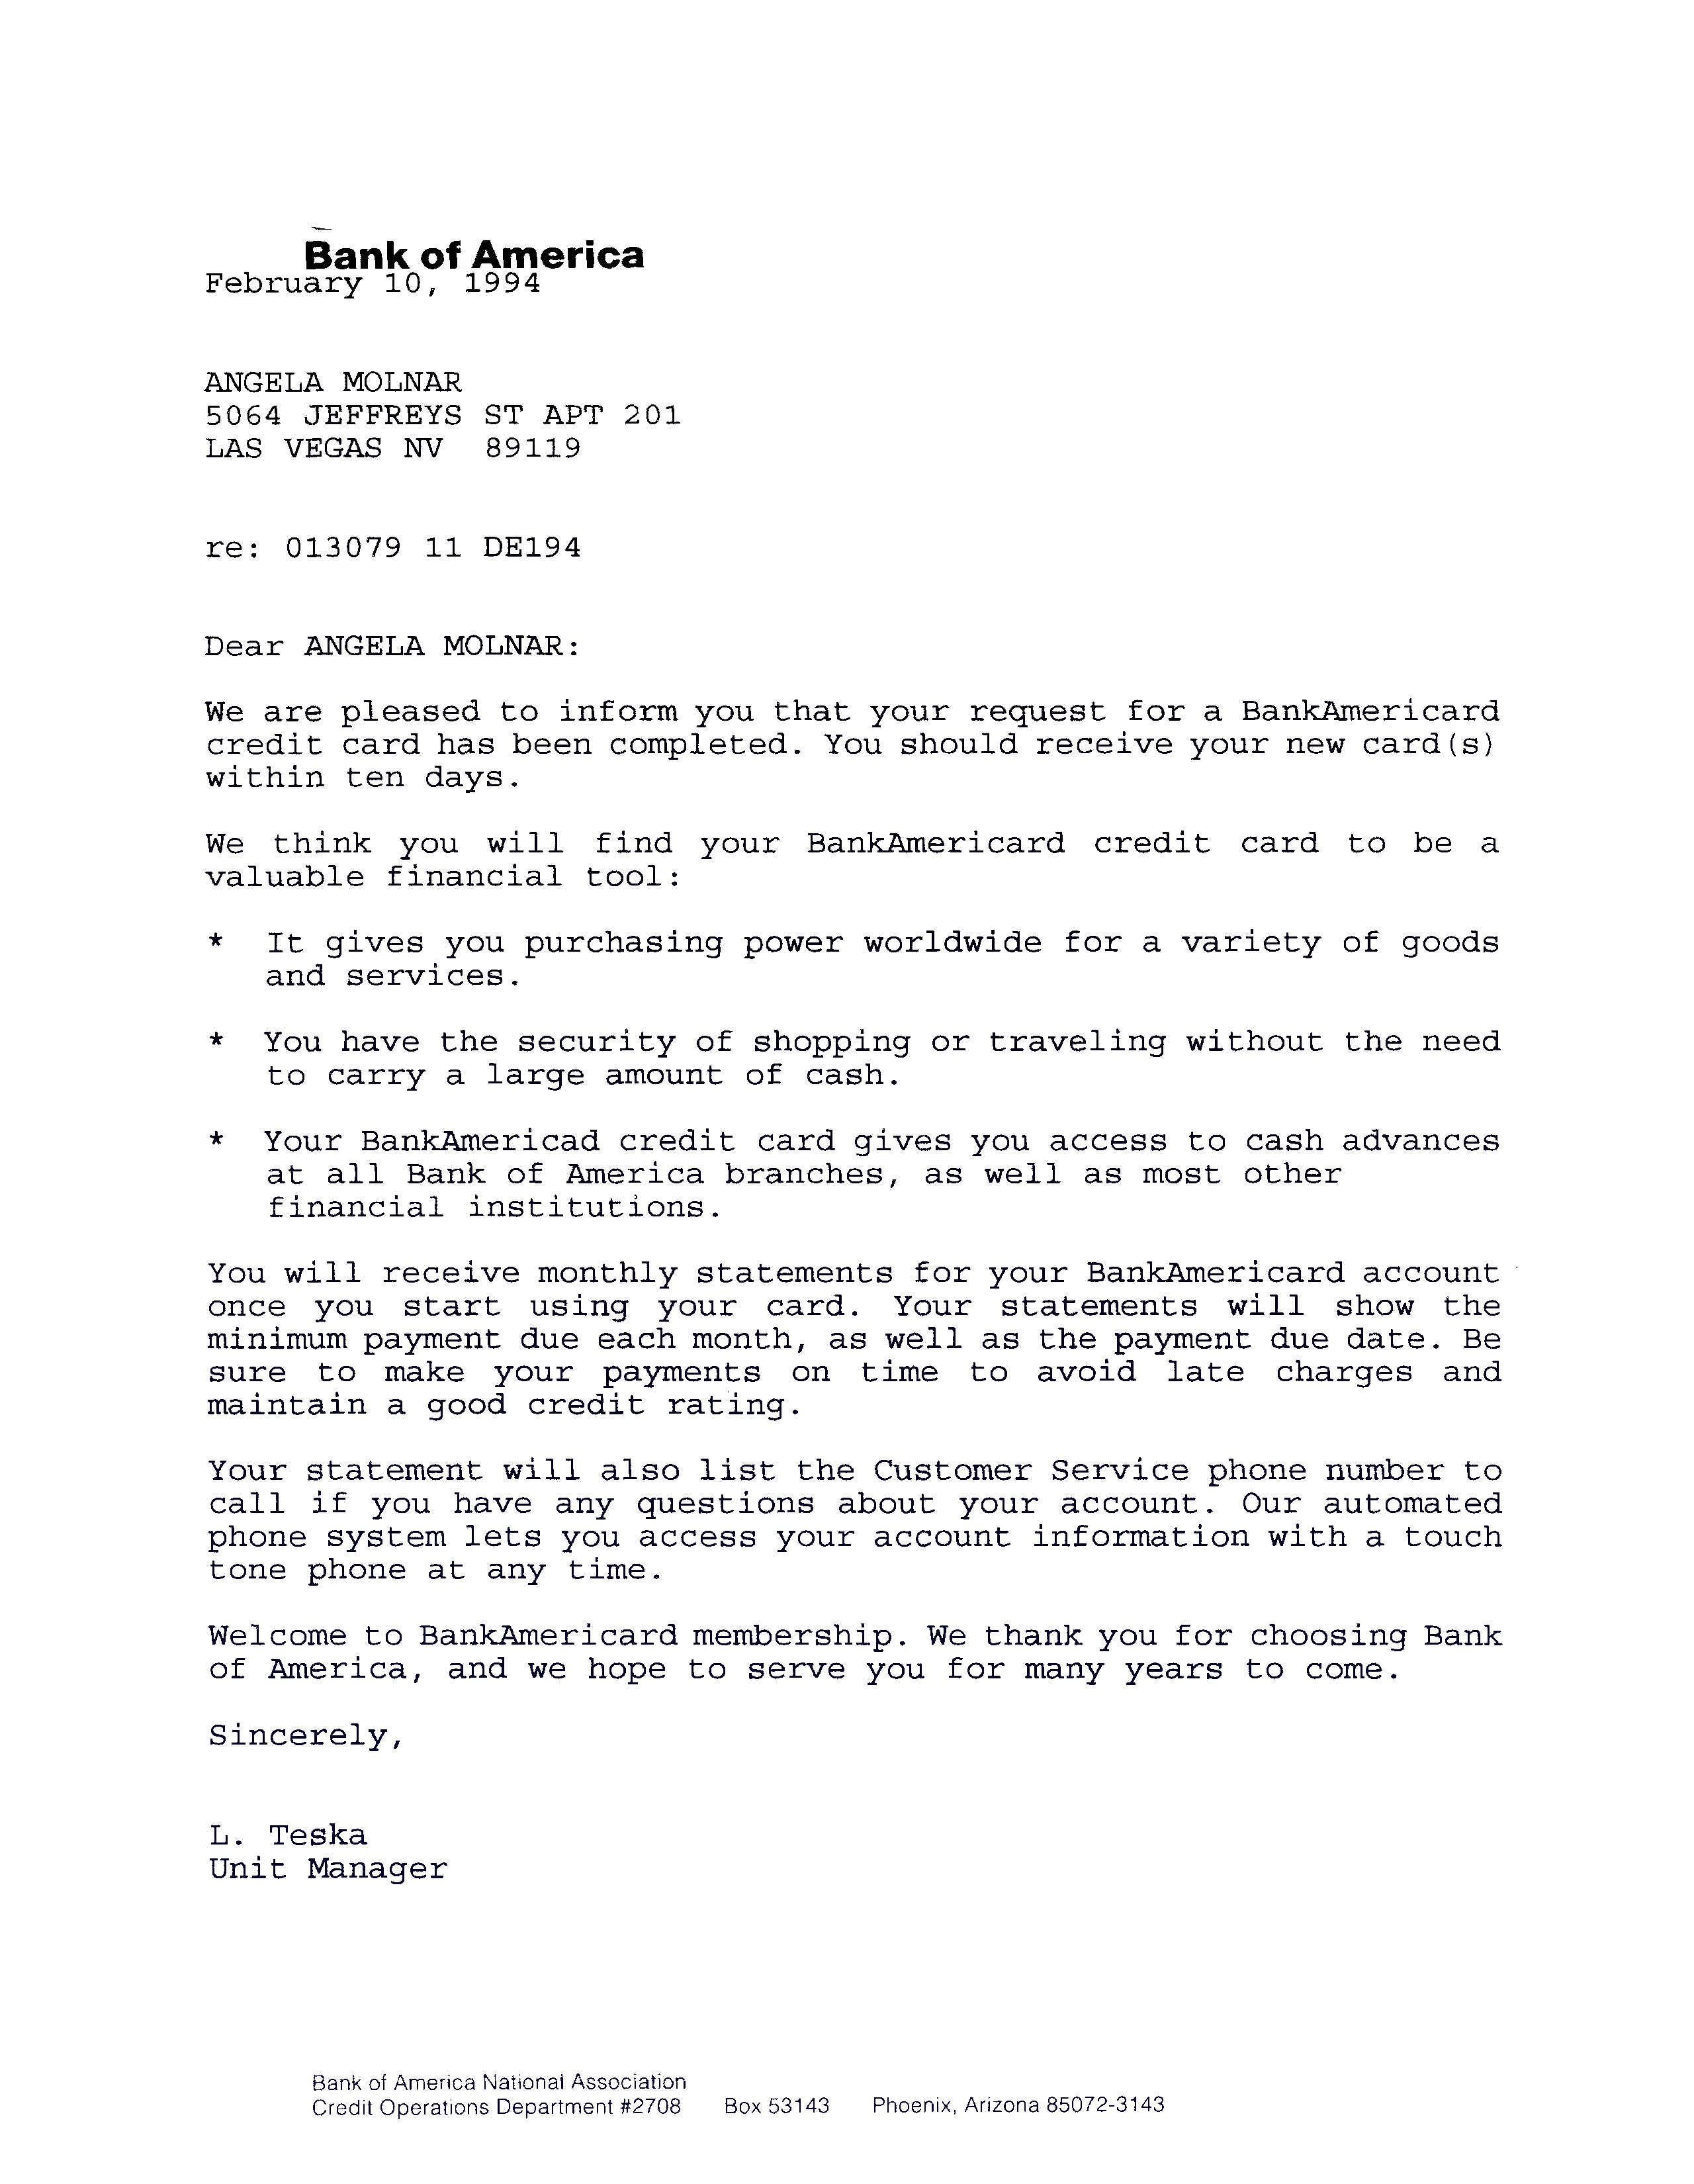 Bank of America
February 10, 1994
ANGELA MOLNAR
5064 JEFFREYS ST APT 201
LAS VEGAS NV  89119
re: 013079 11 DE194
Dear ANGELA MOLNAR:
We are pleased to inform you that your request for a BankAmericard
credit card has been completed. You should receive your new card(s)
within ten days.
We think you will find your BankAmericard credit card to be a
valuable financial tool:
* It gives you purchasing power worldwide for a variety of goods
and services.
* You have the security of shopping or traveling without the need
to carry a large amount of cash.
* Your BankAmericad credit card gives you access to cash advances
at all Bank of America branches, as well as most other
financial institutions.
You will receive monthly statements for your BankAmericard account
once you start using your card. Your statements will show the
minimum payment due each month, as well as the payment due date. Be
sure to make your payments on time to avoid late charges and
maintain a good credit rating.
Your statement will also list the Customer Service phone number to
call if you have any questions about your account. Our automated
phone system lets you access your account information with a touch
tone phone at any time.
Welcome to BankAmericard membership. We thank you for choosing Bank
of America, and we hope to serve you for many years to come.
Sincerely,
L. Teska
Unit Manager
Bank of America National Association
Credit Operations Department #2708 Box 53143 Phoenix, Arizona 85072-3143